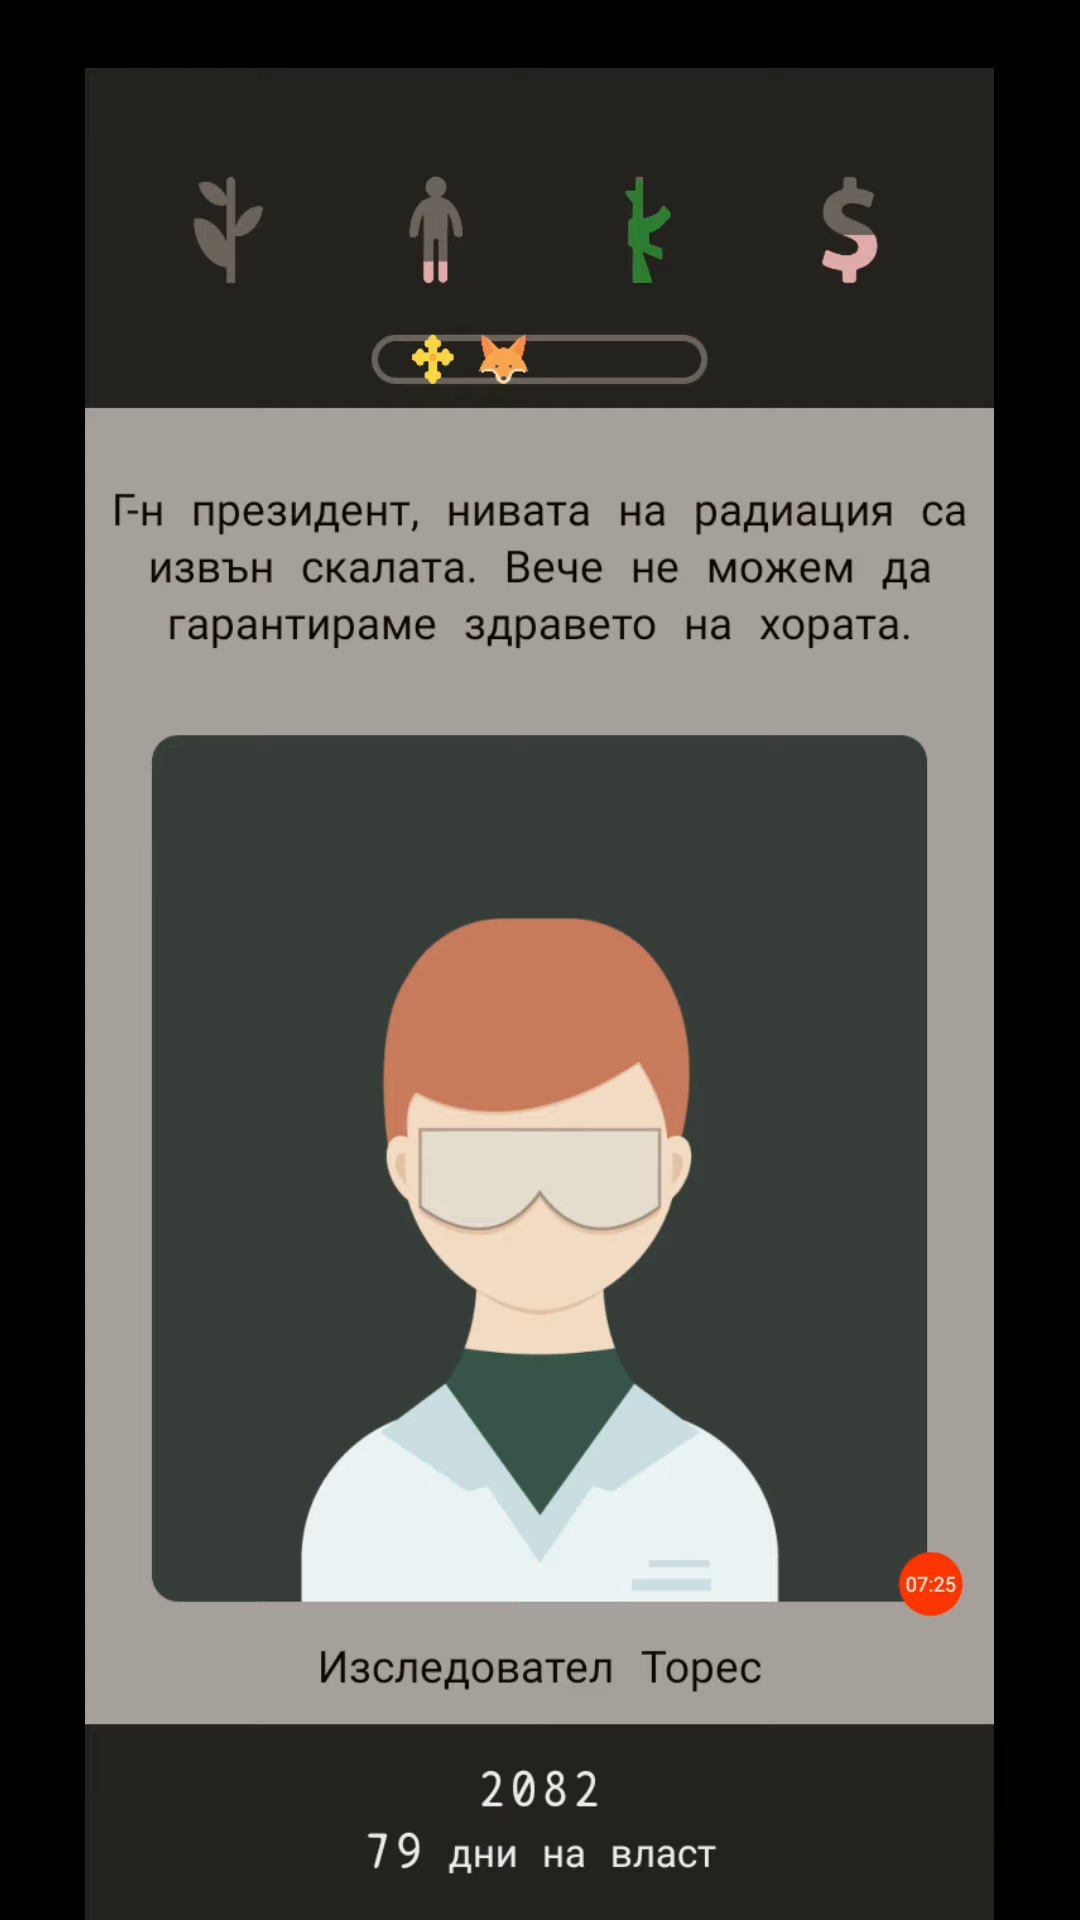 Г-н президент, нивата на радиация са
извън скалата. Вече не можем да
гарантираме здравето на хората.
07:25
Изследовател Торес
2082
79 дни на власт